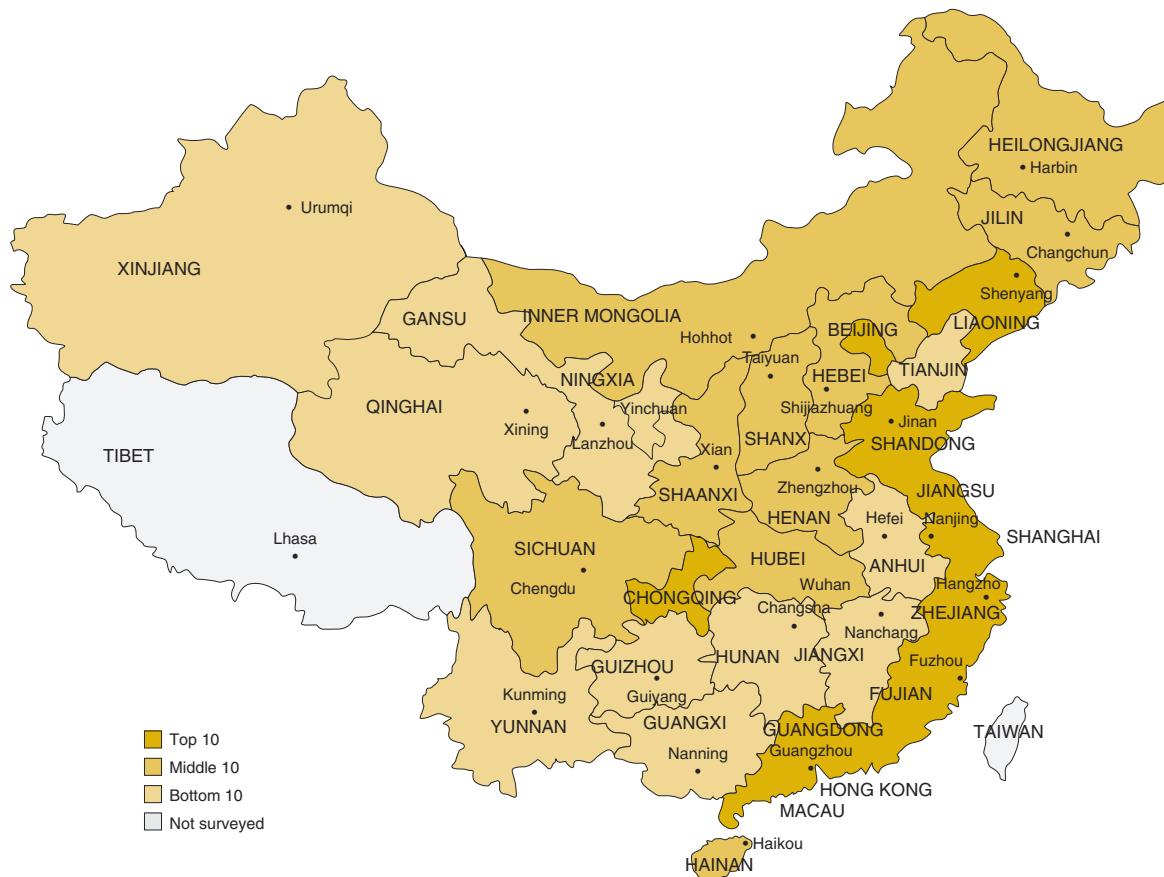 HEILONGJIANG
Harbin
JILIN
Changchun
Urumqi
XINJIANG
Shenyang
LIAONING
GANSU
INNER MONGOLIA
Hohhot
BEIJING
Taiyuan
TIANJIN
HEBEI
NINGXIA
Shijiazhuang
QINGHAI
Yinchuan
Xining
Lanzhou
Jinan
SHANX
SHANDONG
TIBET
Xian
Zhengzhou
SHAANXI
JIANGSU
HENAN
Hefei
Nanjing
SHANGHAI
Lhasa
SICHUAN
HUBEI
ANHUI
Chengdu
Wuhan
Hangzho
CHONGQING
Changsha
ZHEJIANG
Nanchang
HUNAN
JIANGXI
GUIZHOU
Fuzhou
Kunming
Guiyang
FUJIAN
YUNNAN
GUANGXI
GUANGDONG
TAIWAN
Nanning
Guangzhou
HONG KONG
MACAU
Haikou
HAINAN
Top 10
Middle 10
Bottom 10
Not surveyed